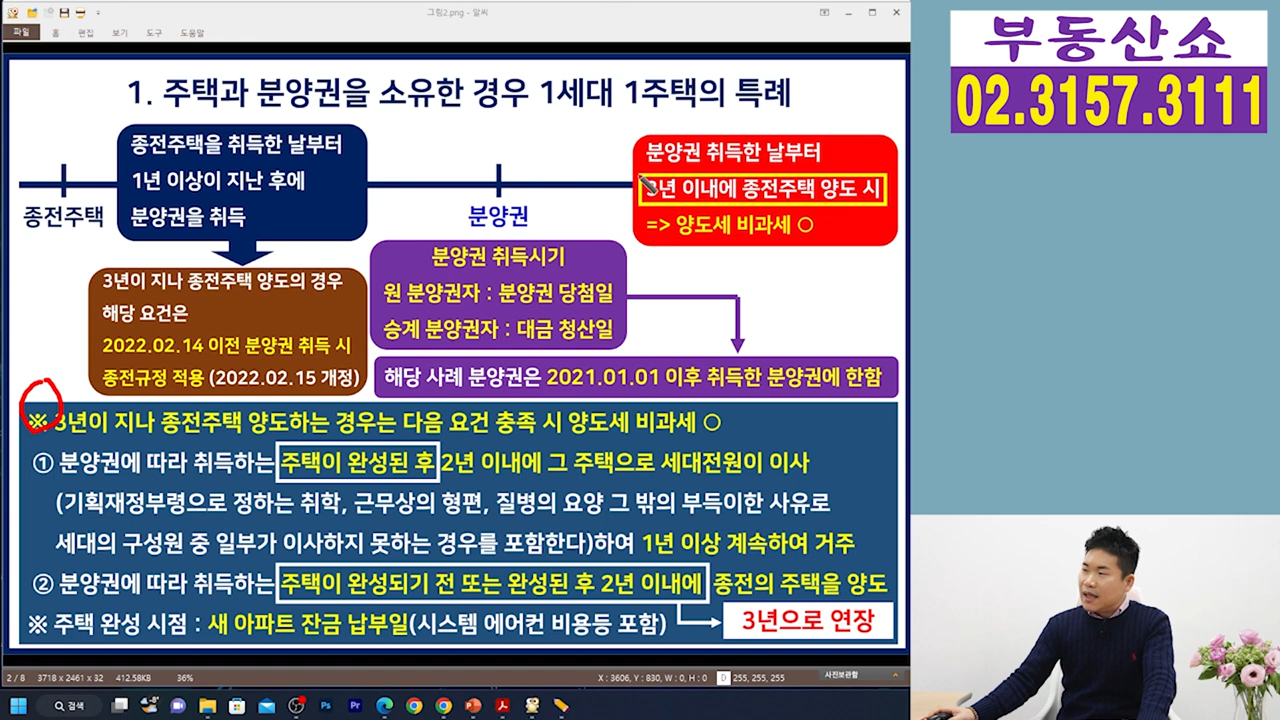 그림2.png - 알씨
파일 홈 편집 보기 도구 도움말
부동산쇼
02.3157.3111
1. 주택과 분양권을 소유한 경우 1세대 1주택의 특례
종전주택
종전주택을 취득한 날부터
1년 이상이 지난 후에
분양권을 취득
분양권
분양권 취득한 날부터
3년 이내에 종전주택 양도 시
=> 양도세 비과세 ○
3년이 지나 종전주택 양도의 경우
해당 요건은
2022.02.14 이전 분양권 취득 시
종전규정 적용 (2022.02.15 개정)
분양권 취득시기
원 분양권자 : 분양권 당첨일
승계 분양권자 : 대금 청산일
해당 사례 분양권은 2021.01.01 이후 취득한 분양권에 한함
※ 3년이 지나 종전주택 양도하는 경우는 다음 요건 충족 시 양도세 비과세 ○
① 분양권에 따라 취득하는 주택이 완성된 후 2년 이내에 그 주택으로 세대전원이 이사
(기획재정부령으로 정하는 취학, 근무상의 형편, 질병의 요양 그 밖의 부득이한 사유로
세대의 구성원 중 일부가 이사하지 못하는 경우를 포함한다)하여 1년 이상 계속하여 거주
② 분양권에 따라 취득하는 주택이 완성되기 전 또는 완성된 후 2년 이내에 종전의 주택을 양도
※ 주택 완성 시점 : 새 아파트 잔금 납부일(시스템 에어컨 비용등 포함)
3년으로 연장
2 / 8 3718 x 2461 x 32 412.58KB 36% X : 3606, Y : 830, W : 0, H : 0 D 255, 255, 255 사진보관함
검색
Ps
Pr